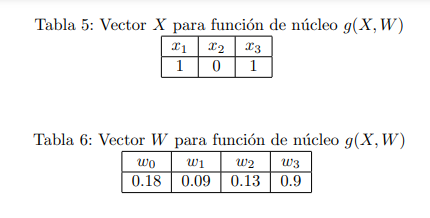 Tabla 5: Vector X para función de núcleo g(X, W)
x₁ x₂ x₃
1 0 1
Tabla 6: Vector W para función de núcleo g(X, W)
w₀ w₁ w₂ w₃
0.18 0.09 0.13 0.9